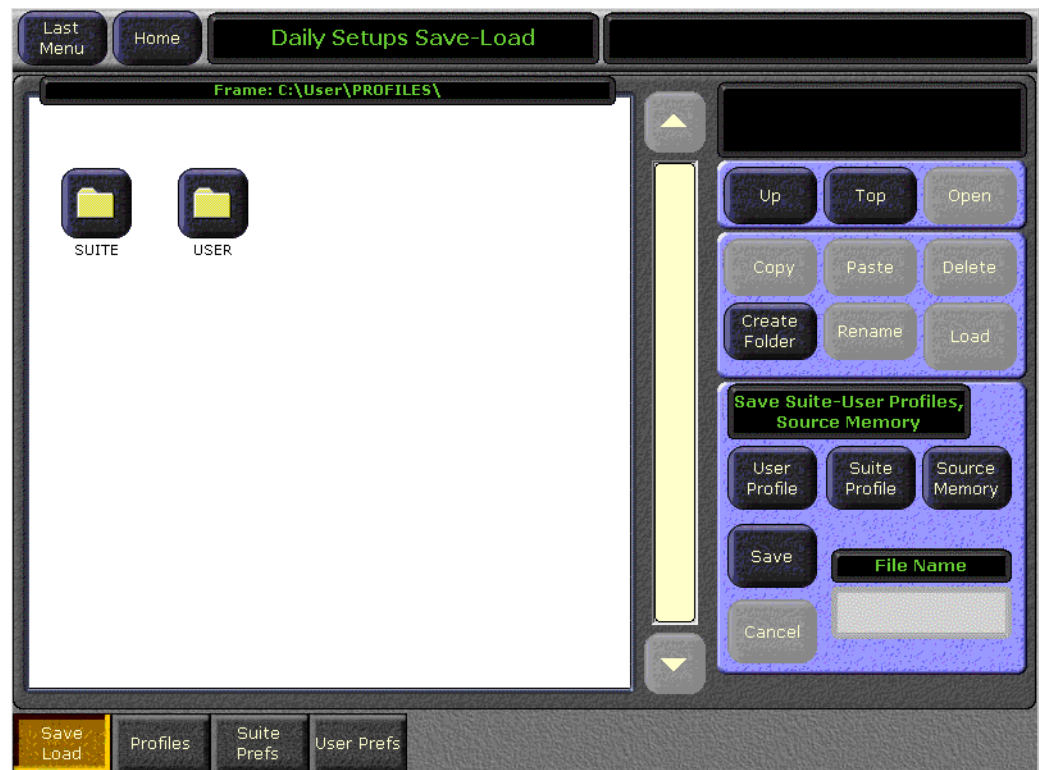 Last
Menu
Home
Daily Setups Save-Load
Frame: C:\User\PROFILES\
SUITE
USER
Up
Top
Open
Copy
Paste
Delete
Create
Folder
Rename
Load
Save Suite-User Profiles,
Source Memory
User
Profile
Suite
Profile
Source
Memory
Save
File Name
Cancel
Save
Load
Profiles
Suite
Prefs
User Prefs